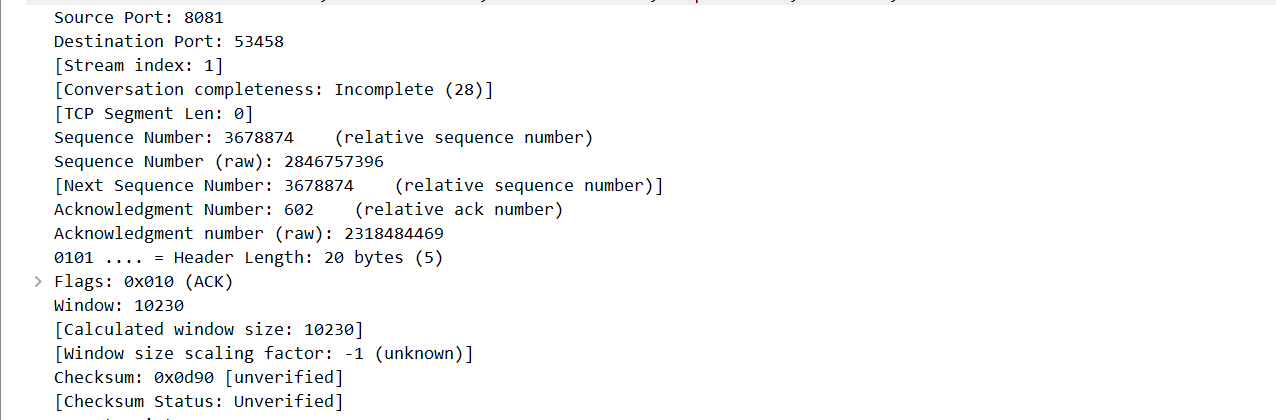 Source Port: 8081
Destination Port: 53458
[Stream index: 1]
[Conversation completeness: Incomplete (28)]
[TCP Segment Len: 0]
Sequence Number: 3678874    (relative sequence number)
Sequence Number (raw): 2846757396
[Next Sequence Number: 3678874    (relative sequence number)]
Acknowledgment Number: 602    (relative ack number)
Acknowledgment number (raw): 2318484469
0101 .... = Header Length: 20 bytes (5)
Flags: 0x010 (ACK)
Window: 10230
[Calculated window size: 10230]
[Window size scaling factor: -1 (unknown)]
Checksum: 0x0d90 [unverified]
[Checksum Status: Unverified]